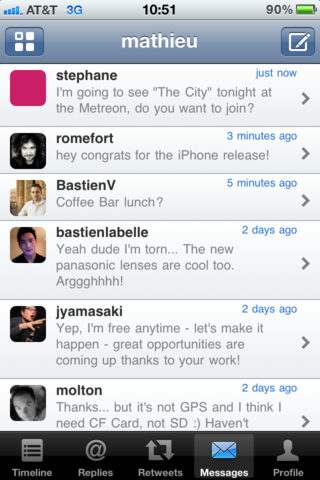 AT&T 3G 10:51 90%
mathieu
stephane just now
I'm going to see "The City" tonight at
the Metreon, do you want to join?
romefort 3 minutes ago
hey congrats for the iPhone release!
BastienV 5 minutes ago
Coffee Bar lunch?
bastienlabelle 2 days ago
Yeah dude I'm torn... The new
panasonic lenses are cool too.
Arggghhhh!
jyamasaki 2 days ago
Yep, I'm free anytime - let's make it
happen - great opportunities are
coming up thanks to your work!
molton 2 days ago
Thanks... but it's not GPS and I think I
need CF Card, not SD :) Haven't
Timeline Replies Retweets Messages Profile